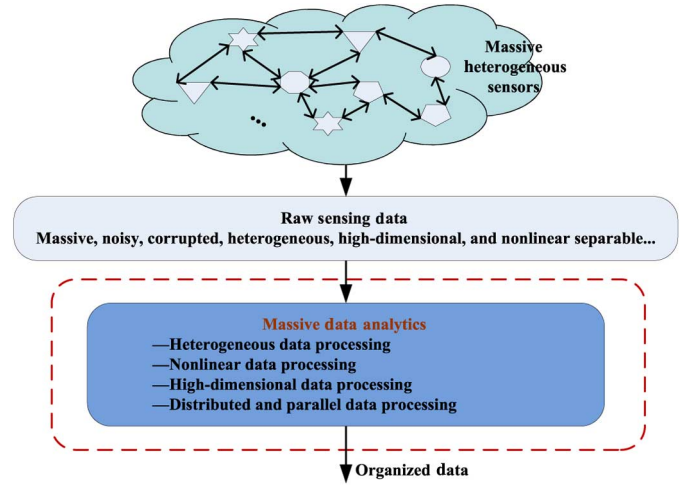 Massive
heterogeneous
sensors
Raw sensing data
Massive, noisy, corrupted, heterogeneous, high-dimensional, and nonlinear separable...
Massive data analytics
—Heterogeneous data processing
—Nonlinear data processing
—High-dimensional data processing
—Distributed and parallel data processing
Organized data